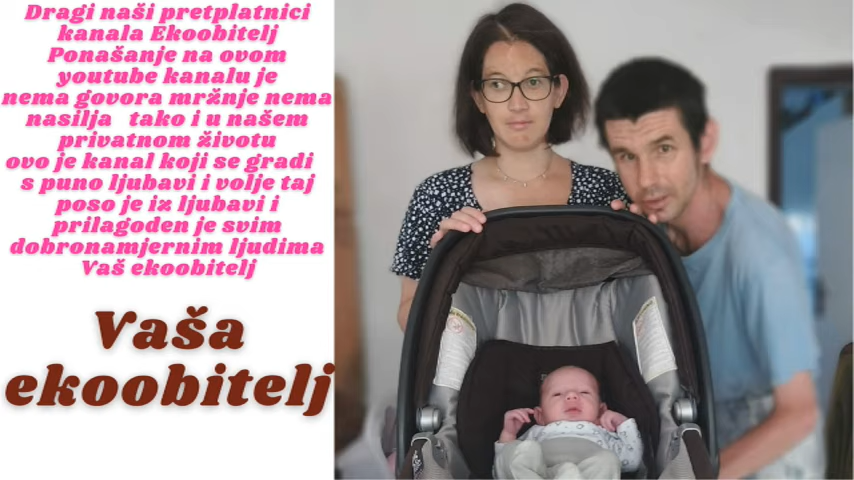 Dragi naši pretplatnici
kanala Ekoobitelj
Ponašanje na ovom
youtube kanalu je
nema govora mržnje nema
nasilja tako i u našem
privatnom životu
ovo je kanal koji se gradi
s puno ljubavi i volje taj
poso je iz ljubavi i
prilagođen je svim
dobronamjernim ljudima
Vaš ekoobitelj
Vaša
ekoobitelj